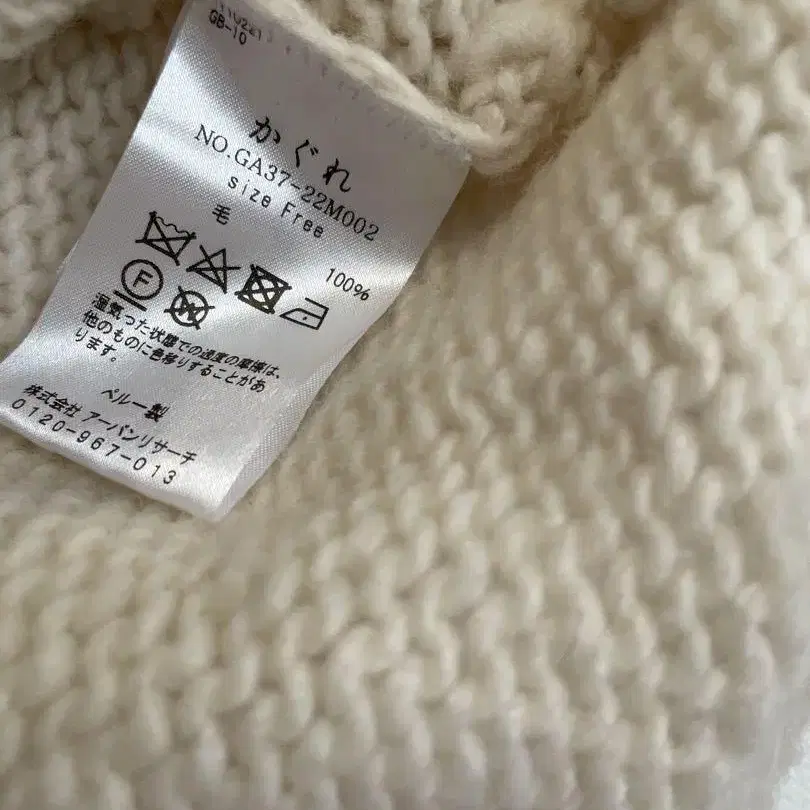 GB-10
かぐれ
NO.GA37-22M002
size Free
毛 100%
F W
湿気った状態での過度の摩擦は、
他のものに色移りすることがあ
ります。
ペルー製
株式会社 アーバンリサーチ
0120-967-013